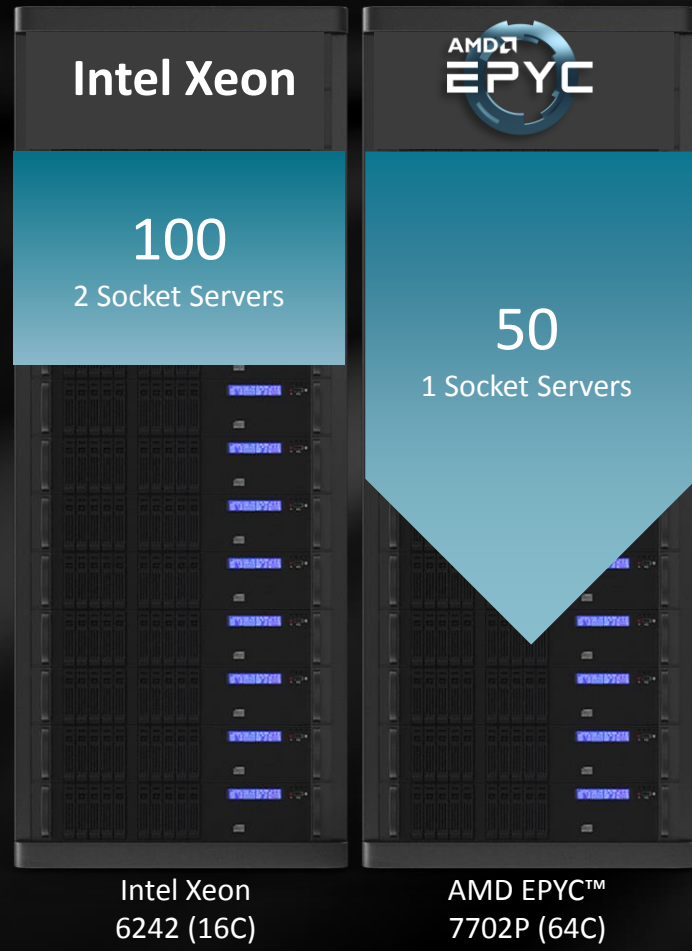 Intel Xeon
AMD
EPYC
100
2 Socket Servers
50
1 Socket Servers
Intel Xeon
6242 (16C)
AMD EPYC™
7702P (64C)